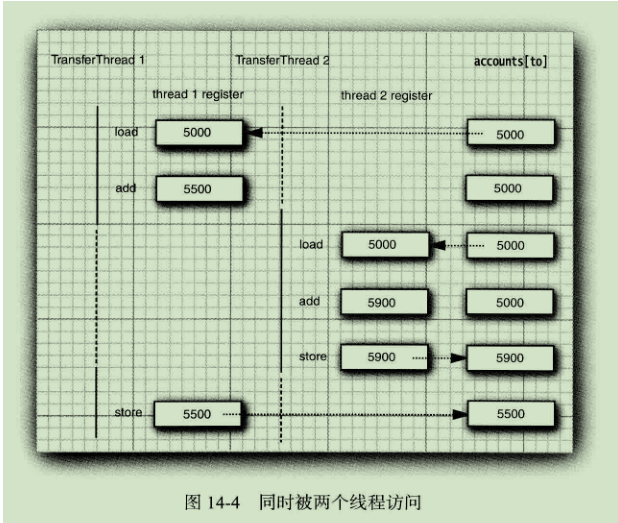 TransferThread 1 TransferThread 2 accounts[to]
thread 1 register thread 2 register
load 5000 5000
add 5500 5000
load 5000 5000
add 5900 5000
store 5900 5900
store 5500 5500
图 14-4 同时被两个线程访问